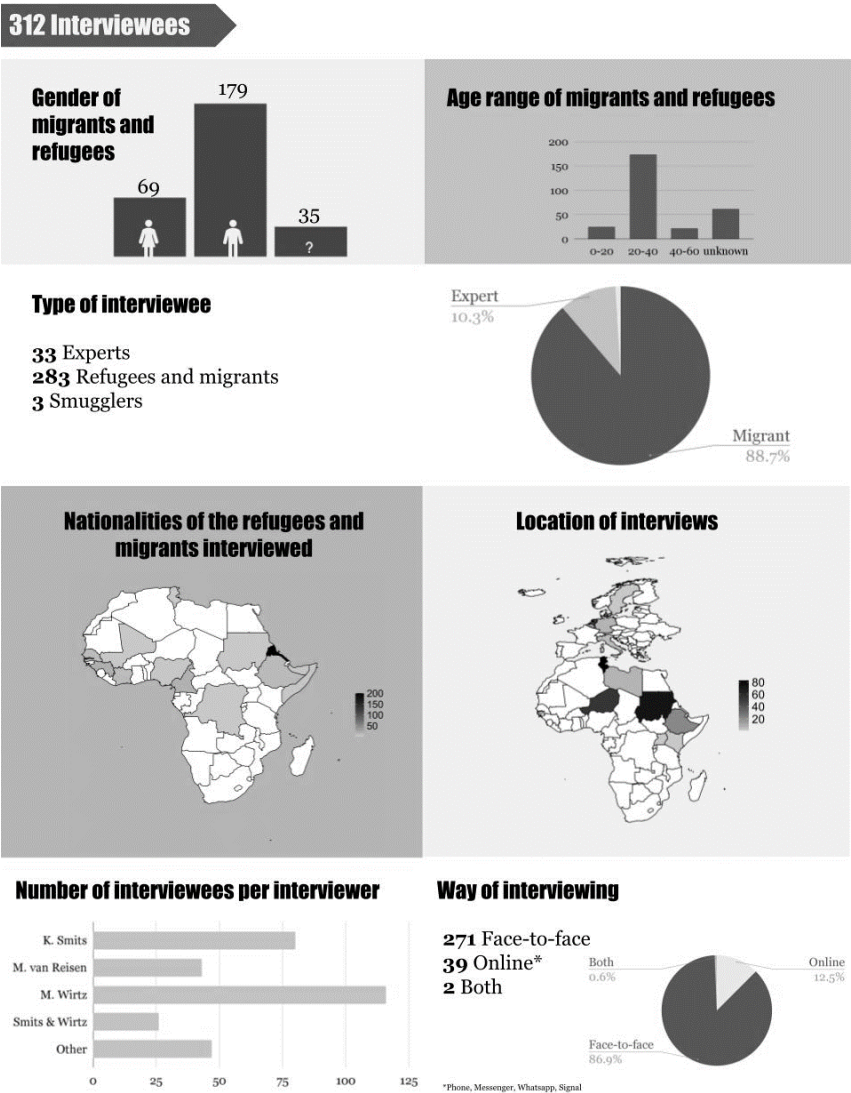 312 Interviewees
Gender of
migrants and
refugees
69
179
35
?
Age range of migrants and refugees
200
150
100
50
0
0-20 20-40 40-60 unknown
Type of interviewee
33 Experts
283 Refugees and migrants
3 Smugglers
Expert
10.3%
Migrant
88.7%
Nationalities of the refugees and
migrants interviewed
200
150
100
50
Location of interviews
80
60
40
20
Number of interviewees per interviewer
K. Smits
M. van Reisen
M. Wirtz
Smits & Wirtz
Other
0 25 50 75 100 125
Way of interviewing
271 Face-to-face
39 Online*
2 Both
Both
0.6%
Online
12.5%
Face-to-face
86.9%
*Phone, Messenger, Whatsapp, Signal